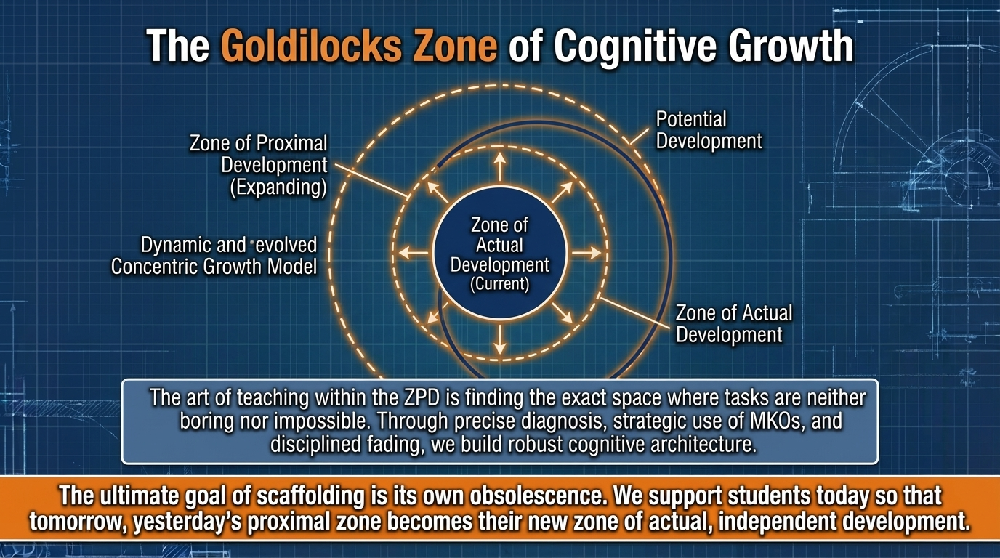 The Goldilocks Zone of Cognitive Growth
Zone of Proximal
Development
(Expanding)
Potential
Development
Dynamic and evolved
Concentric Growth Model
Zone of
Actual
Development
(Current)
Zone of Actual
Development
The art of teaching within the ZPD is finding the exact space where tasks are neither
boring nor impossible. Through precise diagnosis, strategic use of MKOs, and
disciplined fading, we build robust cognitive architecture.
The ultimate goal of scaffolding is its own obsolescence. We support students today so that
tomorrow, yesterday's proximal zone becomes their new zone of actual, independent development.